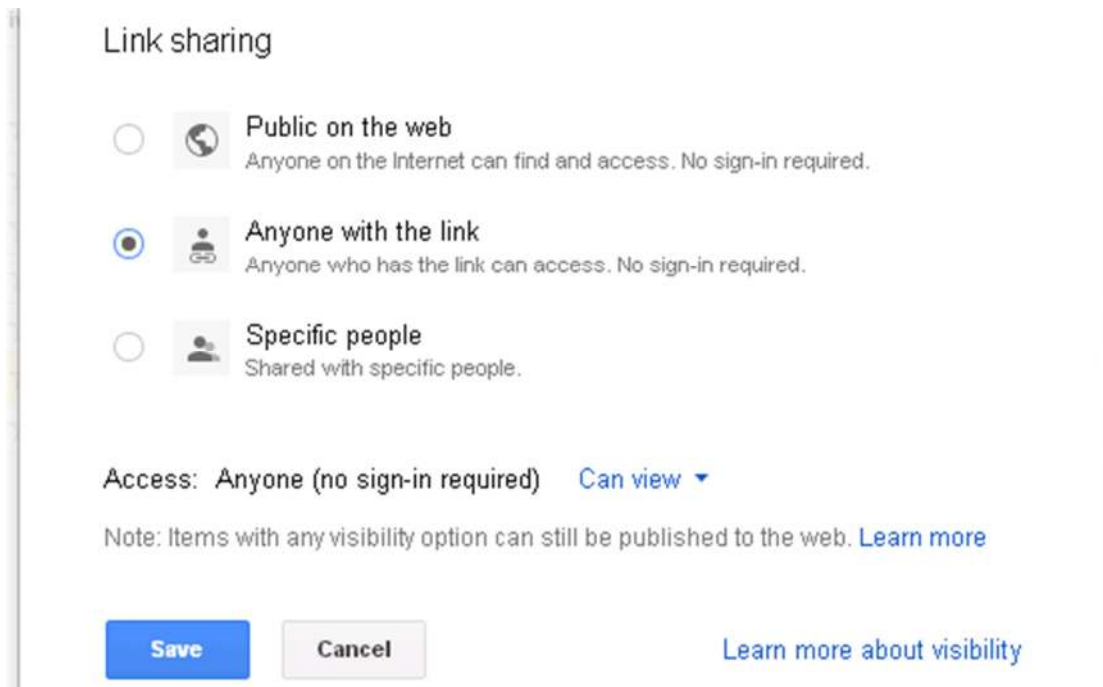 Link sharing
Public on the web
Anyone on the Internet can find and access. No sign-in required.
Anyone with the link
Anyone who has the link can access. No sign-in required.
Specific people
Shared with specific people.
Access: Anyone (no sign-in required) Can view
Note: Items with any visibility option can still be published to the web. Learn more
Save Cancel Learn more about visibility